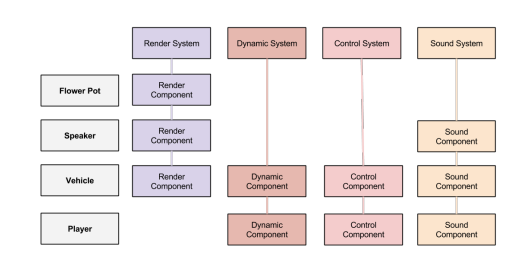 Render System Dynamic System Control System Sound System
Flower Pot Render
Component
Speaker Render
Component Sound
Component
Vehicle Render
Component Dynamic
Component Control
Component Sound
Component
Player Dynamic
Component Control
Component Sound
Component